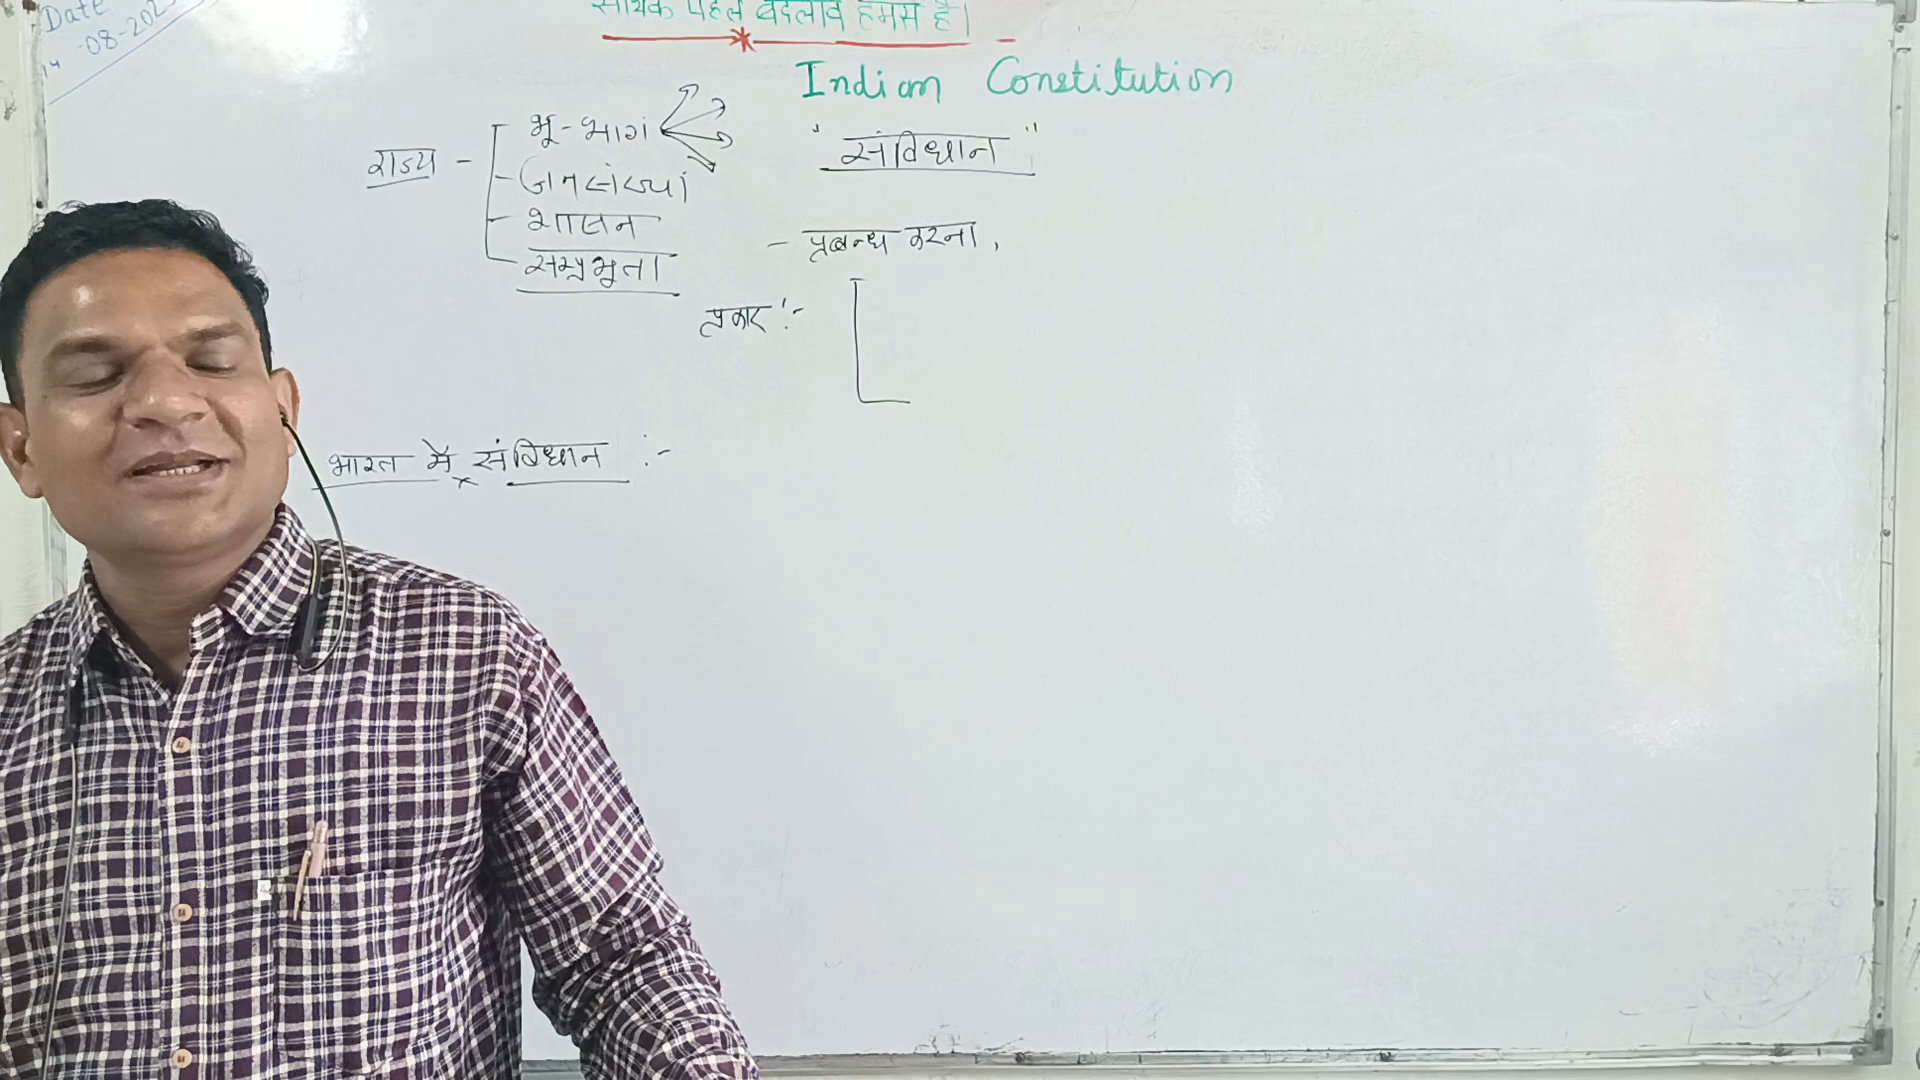 Date
14-08-202
सार्थक पहल बदलाव हमसे है।
Indian Constitution
"संविधान"
राज्य - भू-भाग
जनसंख्या
शासन
सम्प्रभुता
- प्रबन्ध करना,
प्रकार :-
भारत में संविधान :-